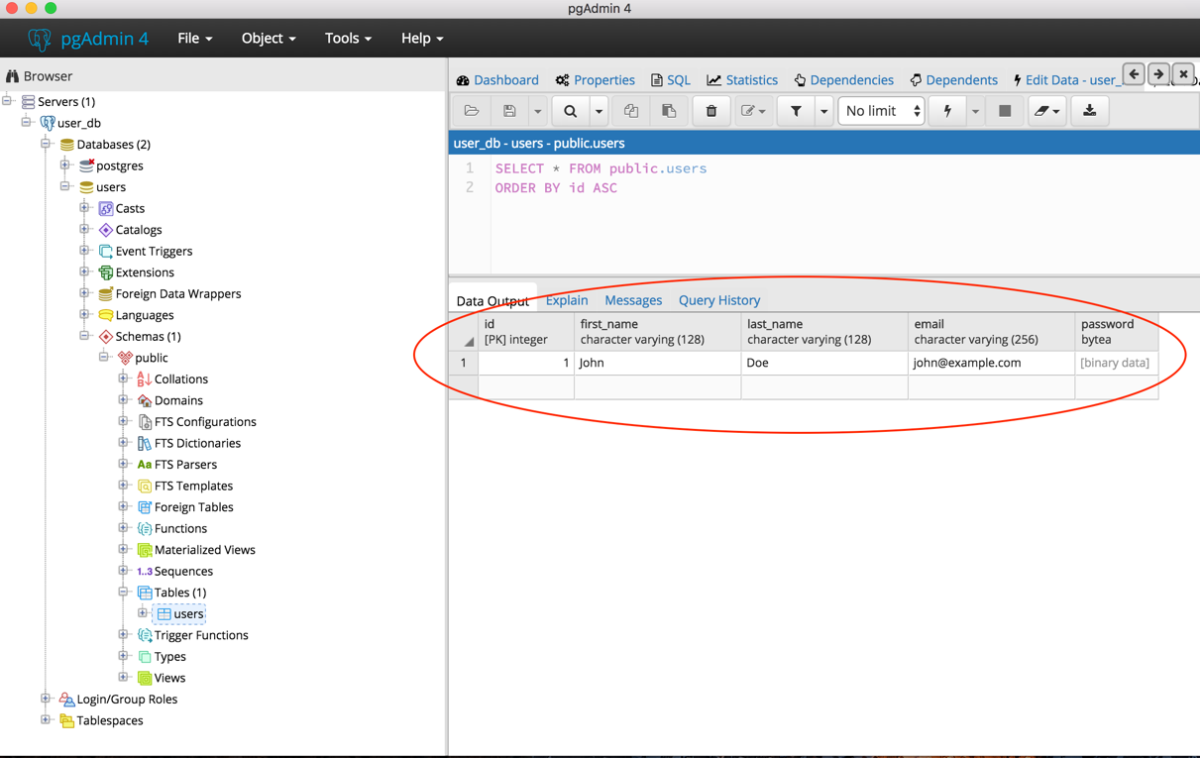 pgAdmin 4
pgAdmin 4 File Object Tools Help
Browser
Servers (1)
user_db
Databases (2)
postgres
users
Casts
Catalogs
Event Triggers
Extensions
Foreign Data Wrappers
Languages
Schemas (1)
public
Collations
Domains
FTS Configurations
FTS Dictionaries
Aa FTS Parsers
FTS Templates
Foreign Tables
Functions
Materialized Views
1..3 Sequences
Tables (1)
users
Trigger Functions
Types
Views
Login/Group Roles
Tablespaces
Dashboard Properties SQL Statistics Dependencies Dependents Edit Data - user_
No limit
user_db - users - public.users
1 SELECT * FROM public.users
2 ORDER BY id ASC
Data Output Explain Messages Query History
id first_name last_name email password
[PK] integer character varying (128) character varying (128) character varying (256) bytea
1 1 John Doe john@example.com [binary data]